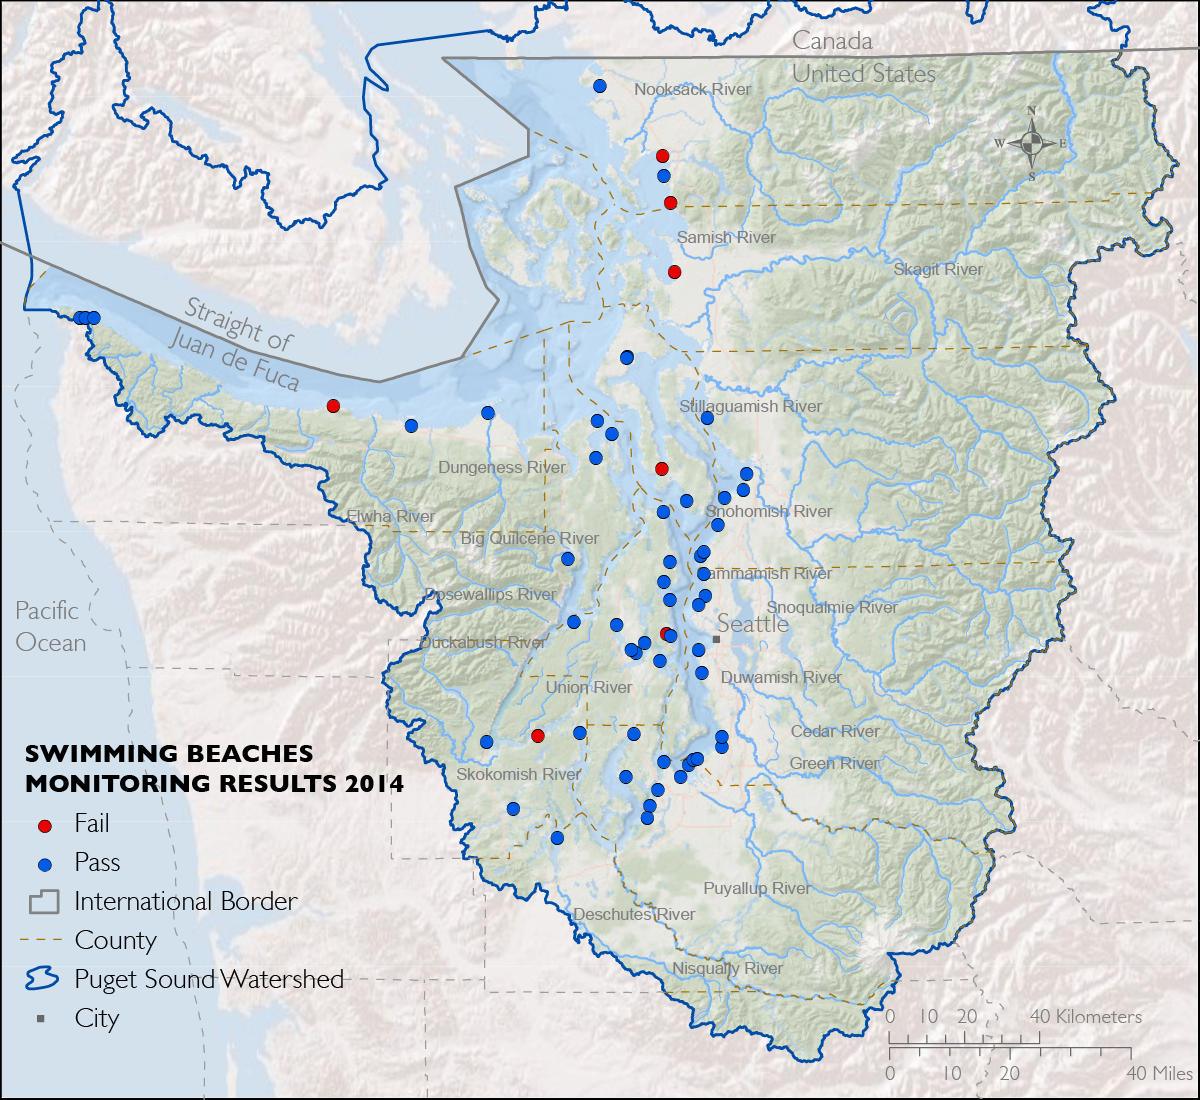 Canada
United States
Nooksack River
N
W
E
S
Samish River
Skagit River
Straight of
Juan de Fuca
Stillaguamish River
Dungeness River
Elwha River
Snohomish River
Big Quilcene River
Sammamish River
Dosewallips River
Snoqualmie River
Pacific
Ocean
Seattle
Duckabush River
Duwamish River
Union River
Cedar River
Green River
Skokomish River
SWIMMING BEACHES
MONITORING RESULTS 2014
Fail
Pass
International Border
County
Puget Sound Watershed
City
Puyallup River
Deschutes River
Nisqually River
0 10 20 40 Kilometers
0 10 20 40 Miles